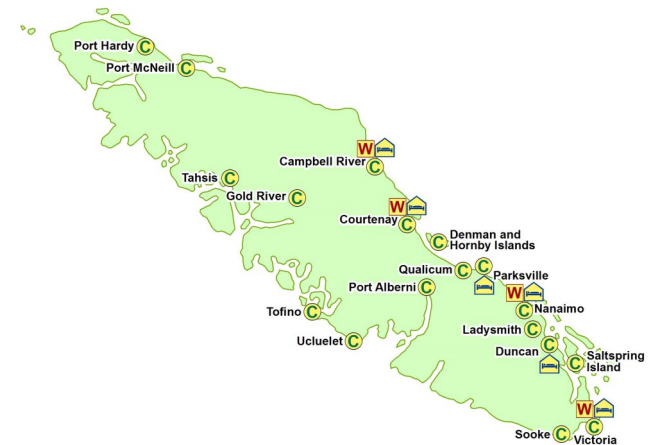 Port Hardy C
Port McNeill C
W
Campbell River C
Tahsis C
Gold River C
W
Courtenay C
C Denman and
Hornby Islands
Qualicum C C
Parksville
Port Alberni C
W
C Nanaimo
Tofino C
Ladysmith C
Ucluelet C
Duncan C
C Saltspring
Island
W
Sooke C
C
Victoria